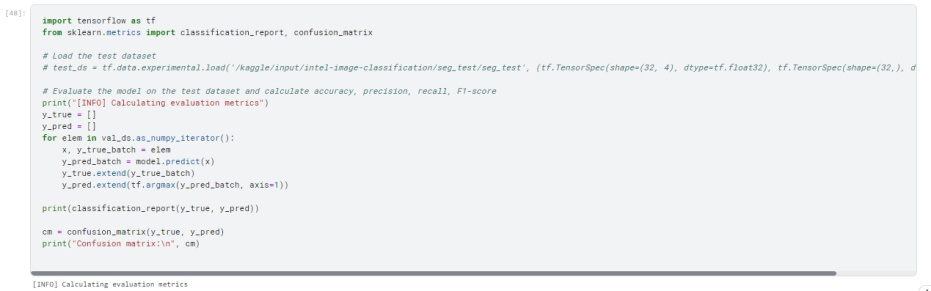 [48]:
import tensorflow as tf
from sklearn.metrics import classification_report, confusion_matrix
# Load the test dataset
# test_ds = tf.data.experimental.load('/kaggle/input/intel-image-classification/seg_test/seg_test', (tf.TensorSpec(shape=(32, 4), dtype=tf.float32), tf.TensorSpec(shape=(32,), d
# Evaluate the model on the test dataset and calculate accuracy, precision, recall, F1-score
print("[INFO] Calculating evaluation metrics")
y_true = []
y_pred = []
for elem in val_ds.as_numpy_iterator():
    x, y_true_batch = elem
    y_pred_batch = model.predict(x)
    y_true.extend(y_true_batch)
    y_pred.extend(tf.argmax(y_pred_batch, axis=1))
print(classification_report(y_true, y_pred))
cm = confusion_matrix(y_true, y_pred)
print("Confusion matrix:\n", cm)
[INFO] Calculating evaluation metrics